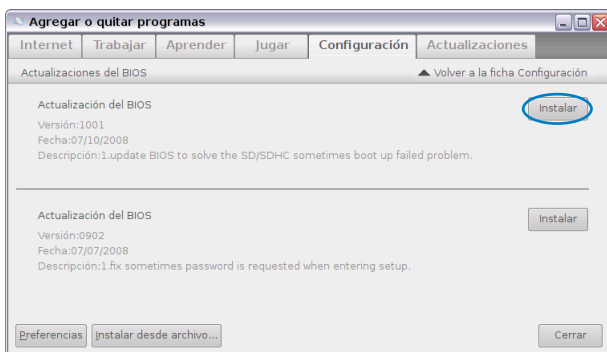 Agregar o quitar programas
Internet Trabajar Aprender Jugar Configuración Actualizaciones
Actualizaciones del BIOS Volver a la ficha Configuración
Actualización del BIOS Instalar
Versión:1001
Fecha:07/10/2008
Descripción:1.update BIOS to solve the SD/SDHC sometimes boot up failed problem.
Actualización del BIOS Instalar
Versión:0902
Fecha:07/07/2008
Descripción:1.fix sometimes password is requested when entering setup.
Preferencias Instalar desde archivo... Cerrar